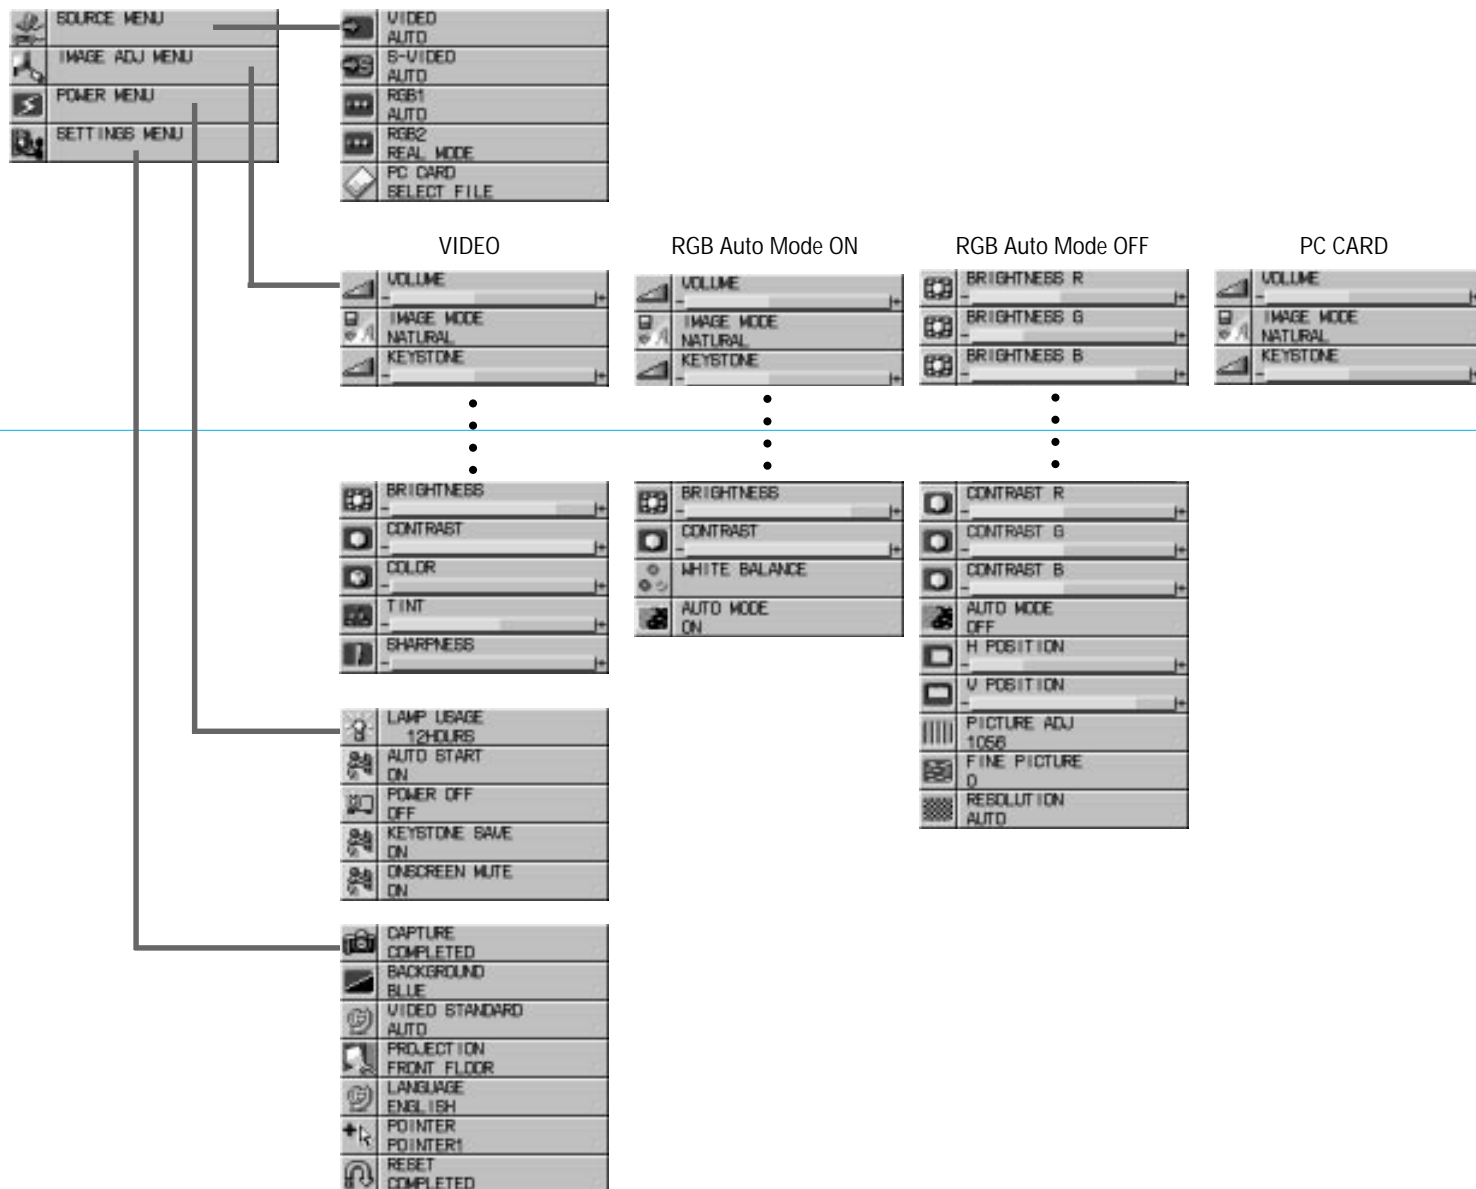 SOURCE MENU
IMAGE ADJ MENU
POWER MENU
SETTINGS MENU
VIDEO
AUTO
S-VIDEO
AUTO
RGB1
AUTO
RGB2
REAL MODE
PC CARD
SELECT FILE
VIDEO
VOLUME
- +
IMAGE MODE
NATURAL
KEYSTONE
- +
BRIGHTNESS
- +
CONTRAST
- +
COLOR
- +
TINT
- +
SHARPNESS
- +
RGB Auto Mode ON
VOLUME
- +
IMAGE MODE
NATURAL
KEYSTONE
- +
BRIGHTNESS
- +
CONTRAST
- +
WHITE BALANCE
AUTO MODE
ON
RGB Auto Mode OFF
BRIGHTNESS R
- +
BRIGHTNESS G
- +
BRIGHTNESS B
- +
CONTRAST R
- +
CONTRAST G
- +
CONTRAST B
- +
AUTO MODE
OFF
H POSITION
- +
V POSITION
- +
PICTURE ADJ
1056
FINE PICTURE
0
RESOLUTION
AUTO
PC CARD
VOLUME
- +
IMAGE MODE
NATURAL
KEYSTONE
- +
LAMP USAGE
12HOURS
AUTO START
ON
POWER OFF
OFF
KEYSTONE SAVE
ON
ONSCREEN MUTE
ON
CAPTURE
COMPLETED
BACKGROUND
BLUE
VIDEO STANDARD
AUTO
PROJECTION
FRONT FLOOR
LANGUAGE
ENGLISH
POINTER
POINTER1
RESET
COMPLETED